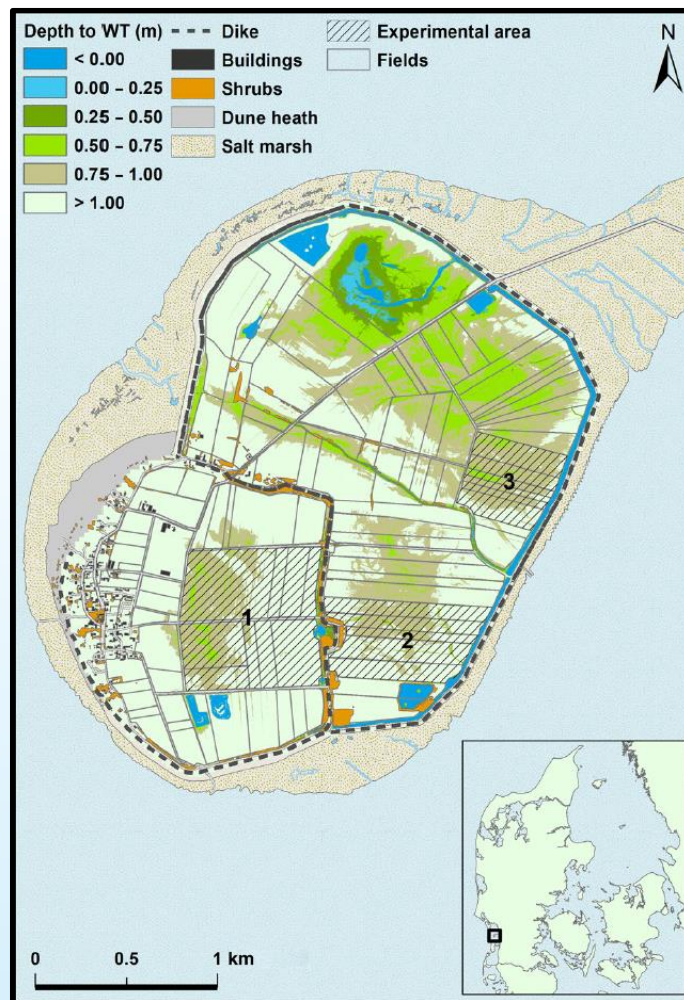 Depth to WT (m)
< 0.00
0.00 – 0.25
0.25 – 0.50
0.50 – 0.75
0.75 – 1.00
> 1.00
Dike
Buildings
Shrubs
Dune heath
Salt marsh
Experimental area
Fields
N
3
1
2
0 0.5 1 km